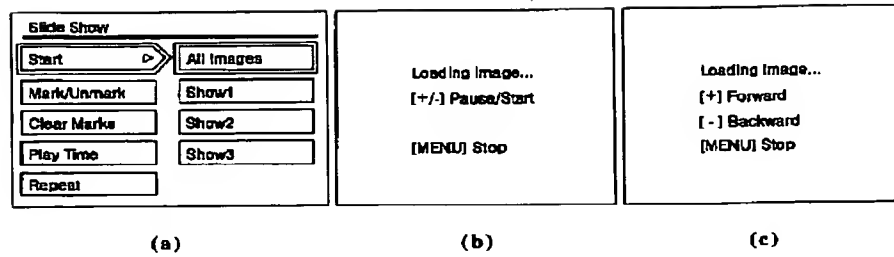 Slide Show
Start ▷ All Images
Mark/Unmark Show1
Clear Marks Show2
Play Time Show3
Repeat
Loading Image...
[+/-] Pause/Start
[MENU] Stop
Loading Image...
[+] Forward
[-] Backward
[MENU] Stop
(a) (b) (c)